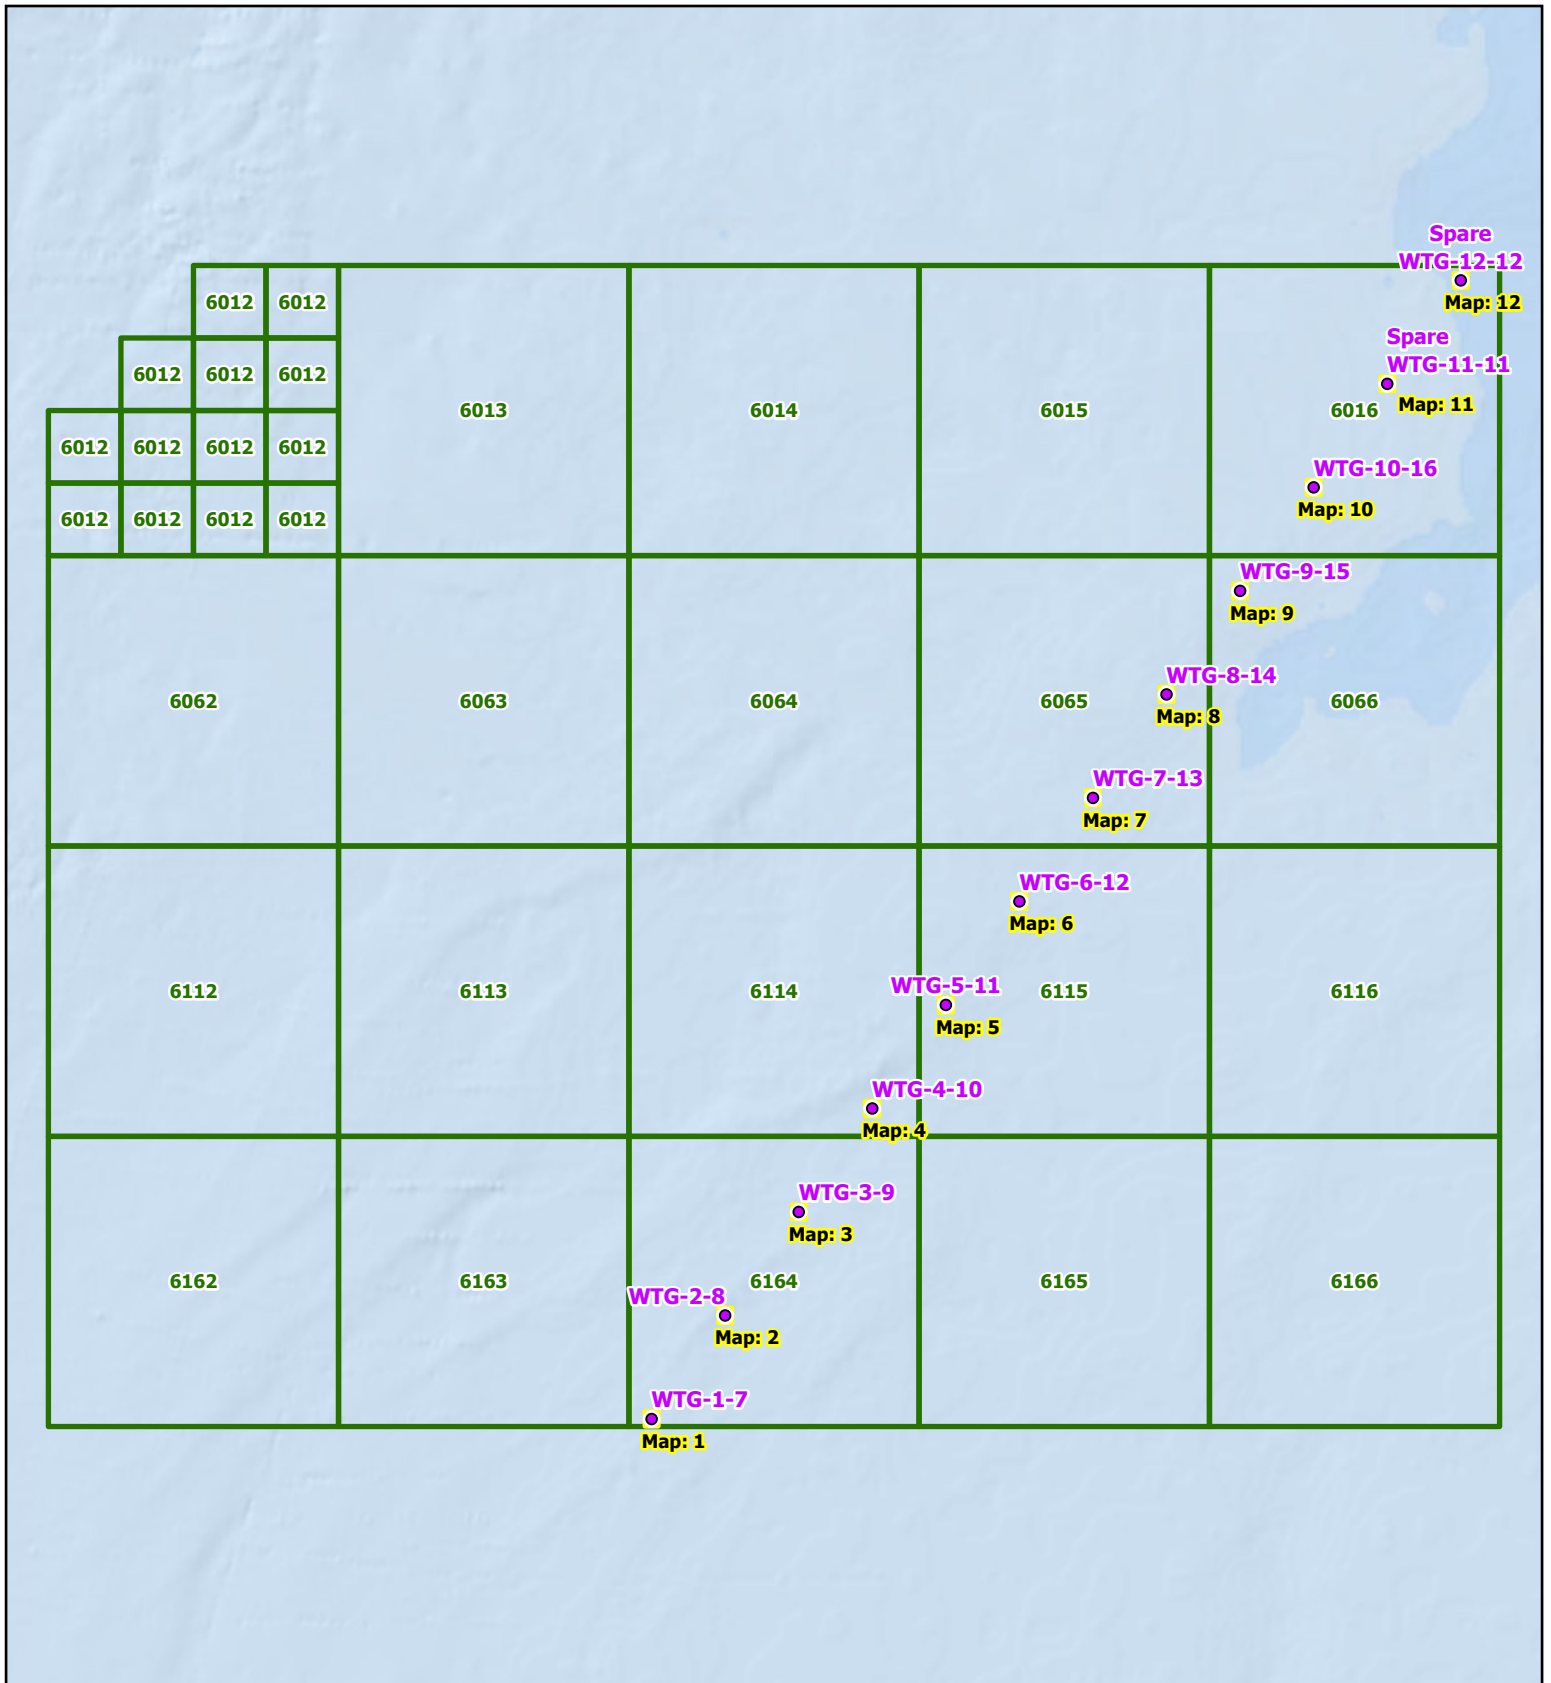 Spare
WTG-12-12
Map: 12
6012 6012
Spare
WTG-11-11
Map: 11
6012 6012 6012
6013 6014 6015 6016
6012 6012 6012 6012
WTG-10-16
Map: 10
6012 6012 6012 6012
WTG-9-15
Map: 9
WTG-8-14
Map: 8
6062 6063 6064 6065 6066
WTG-7-13
Map: 7
WTG-6-12
Map: 6
WTG-5-11
Map: 5
6112 6113 6114 6115 6116
WTG-4-10
Map: 4
WTG-3-9
Map: 3
6162 6163 6164 6165 6166
WTG-2-8
Map: 2
WTG-1-7
Map: 1